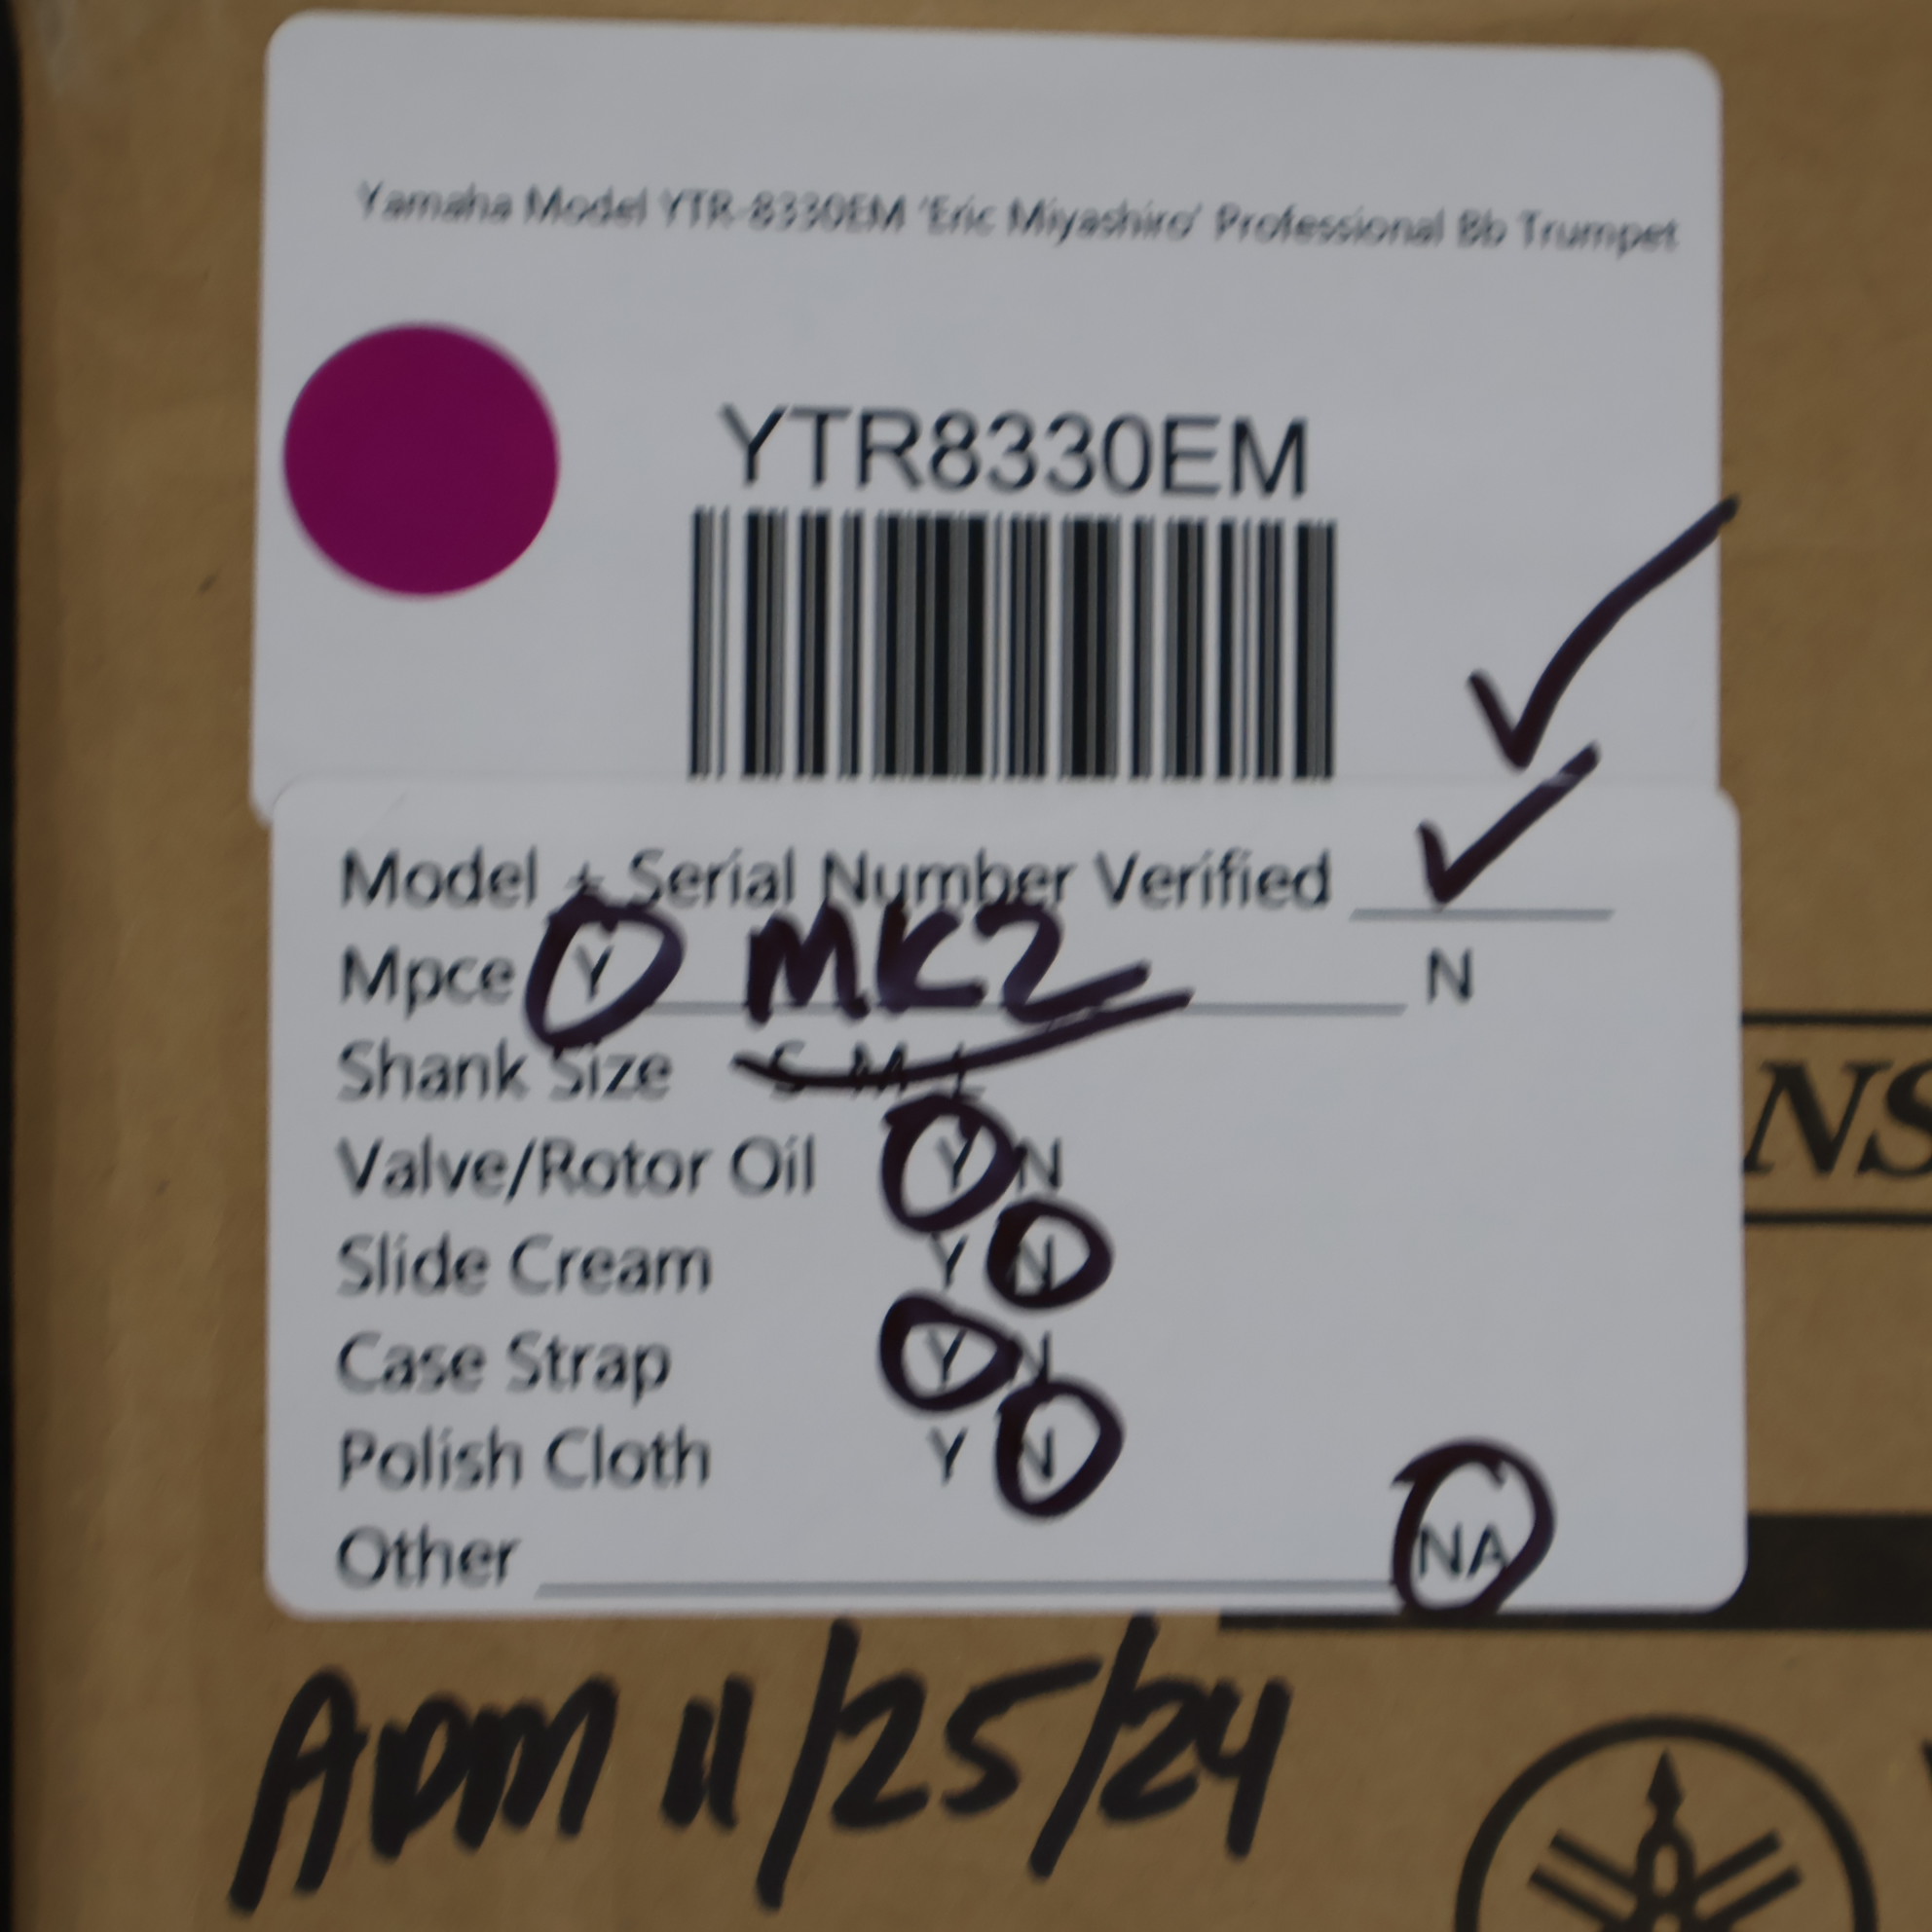 Yamaha Model YTR-8330EM 'Eric Miyashiro' Professional Bb Trumpet
YTR8330EM
Model + Serial Number Verified
Mpce Y MK2 N
Shank Size S M L
Valve/Rotor Oil Y N
Slide Cream Y N
Case Strap Y N
Polish Cloth Y N
Other NA
NS
ADM 11/25/24